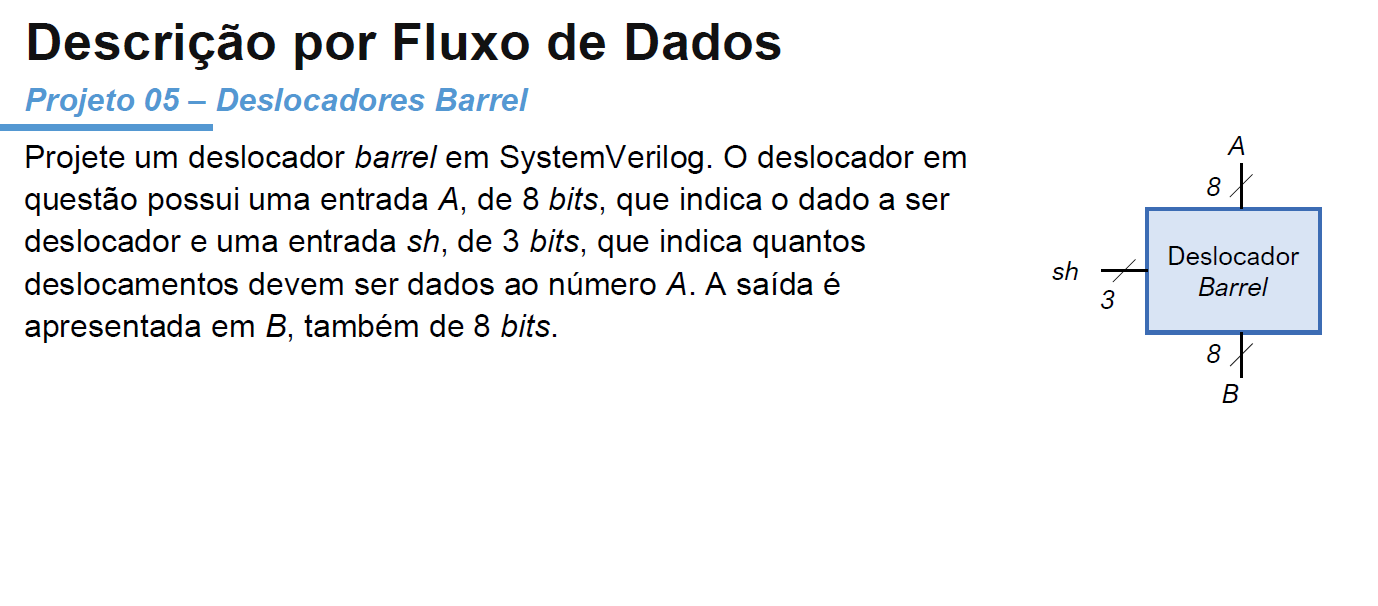 Descrição por Fluxo de Dados
Projeto 05 – Deslocadores Barrel
Projete um deslocador barrel em SystemVerilog. O deslocador em
questão possui uma entrada A, de 8 bits, que indica o dado a ser
deslocador e uma entrada sh, de 3 bits, que indica quantos
deslocamentos devem ser dados ao número A. A saída é
apresentada em B, também de 8 bits.
A
8
Deslocador
Barrel
sh
3
8
B